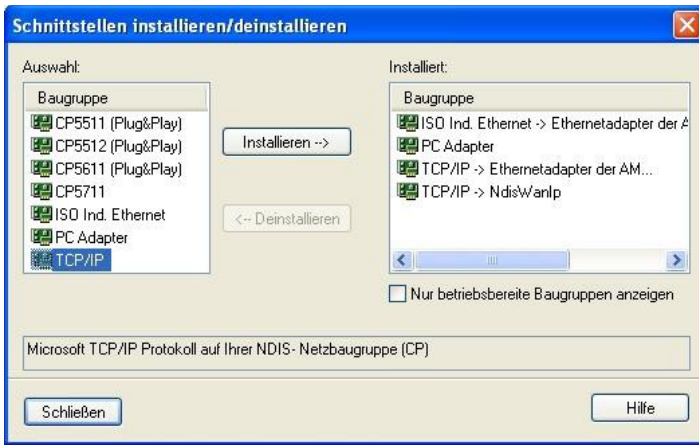 Schnittstellen installieren/deinstallieren
Auswahl:
Baugruppe
CP5511 (Plug&Play)
CP5512 (Plug&Play)
CP5611 (Plug&Play)
CP5711
ISO Ind. Ethernet
PC Adapter
TCP/IP
Installieren -->
<-- Deinstallieren
Installiert:
Baugruppe
ISO Ind. Ethernet -> Ethernetadapter der A
PC Adapter
TCP/IP -> Ethernetadapter der AM...
TCP/IP -> NdisWanIp
Nur betriebsbereite Baugruppen anzeigen
Microsoft TCP/IP Protokoll auf Ihrer NDIS- Netzbaugruppe (CP)
Schließen
Hilfe